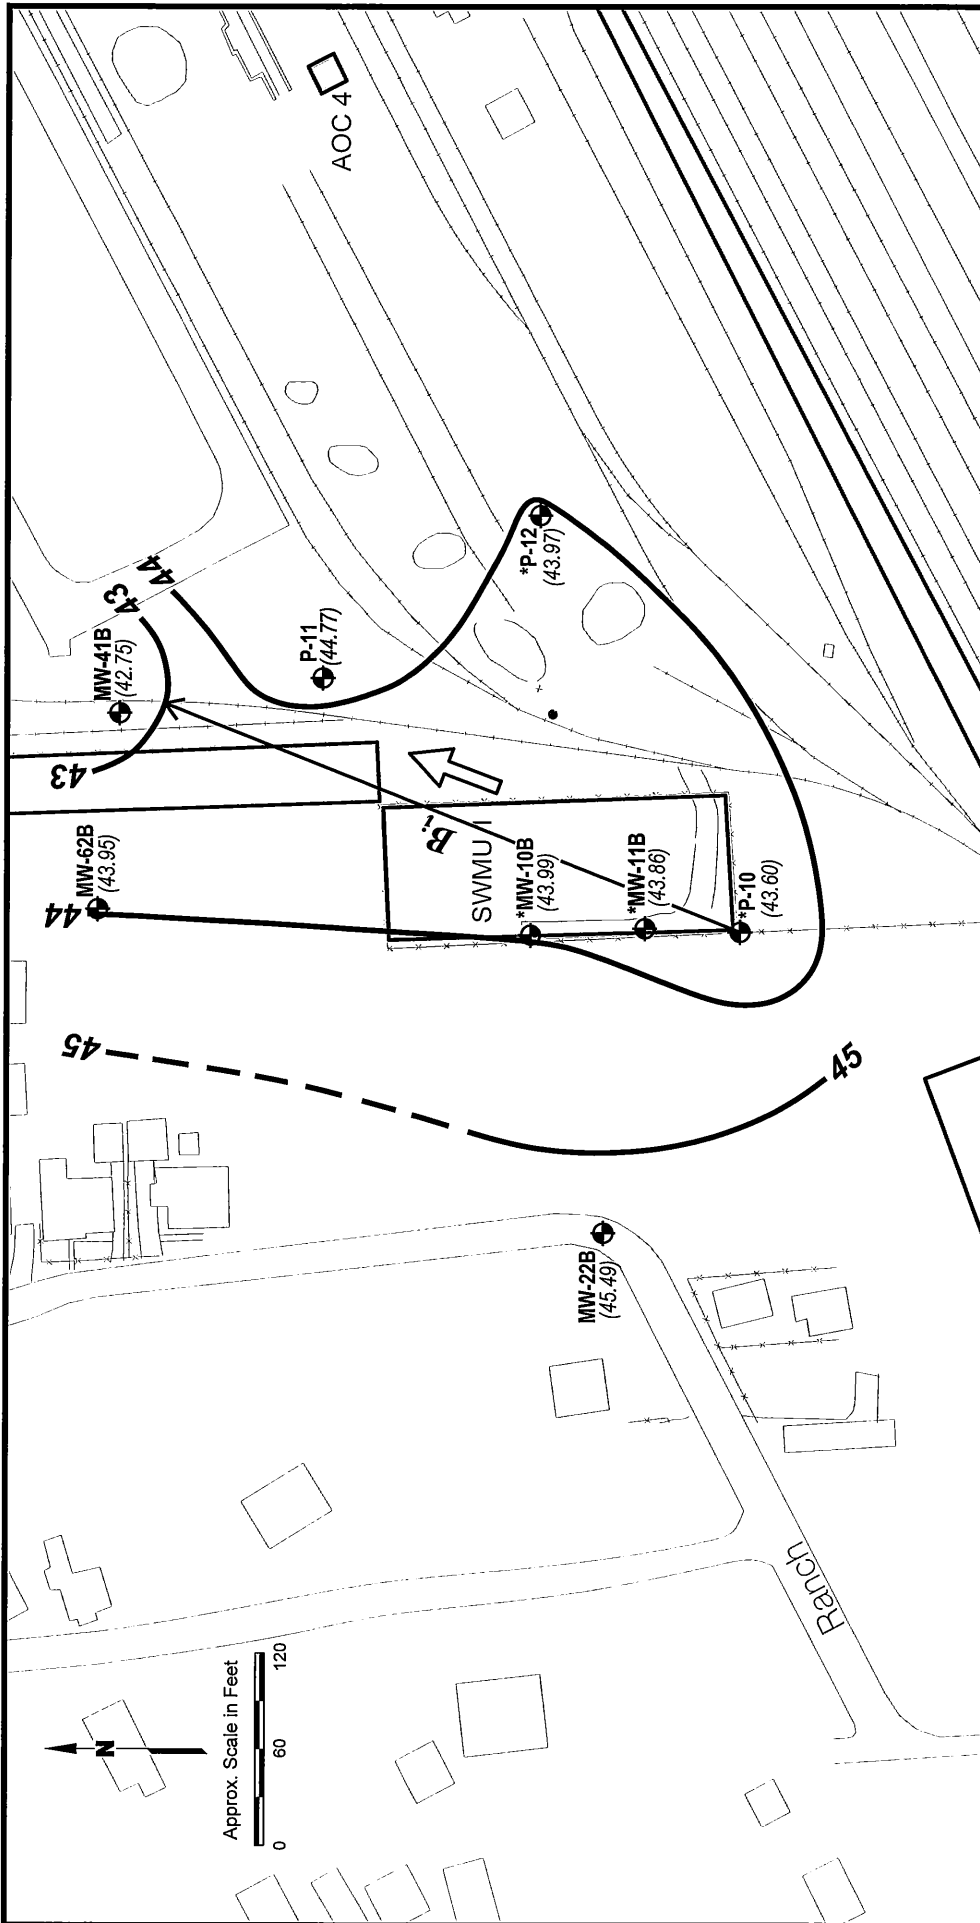 AOC 4
44
43
MW-41B
(42.75)
P-11
(44.77)
*P-12
(43.97)
43
B.i
SWMU 1
MW-62B
(43.95)
44
*MW-10B
(43.99)
*MW-11B
(43.86)
*P-10
(43.60)
45
45
MW-22B
(45.49)
Ranch
N
Approx. Scale in Feet
0
60
120